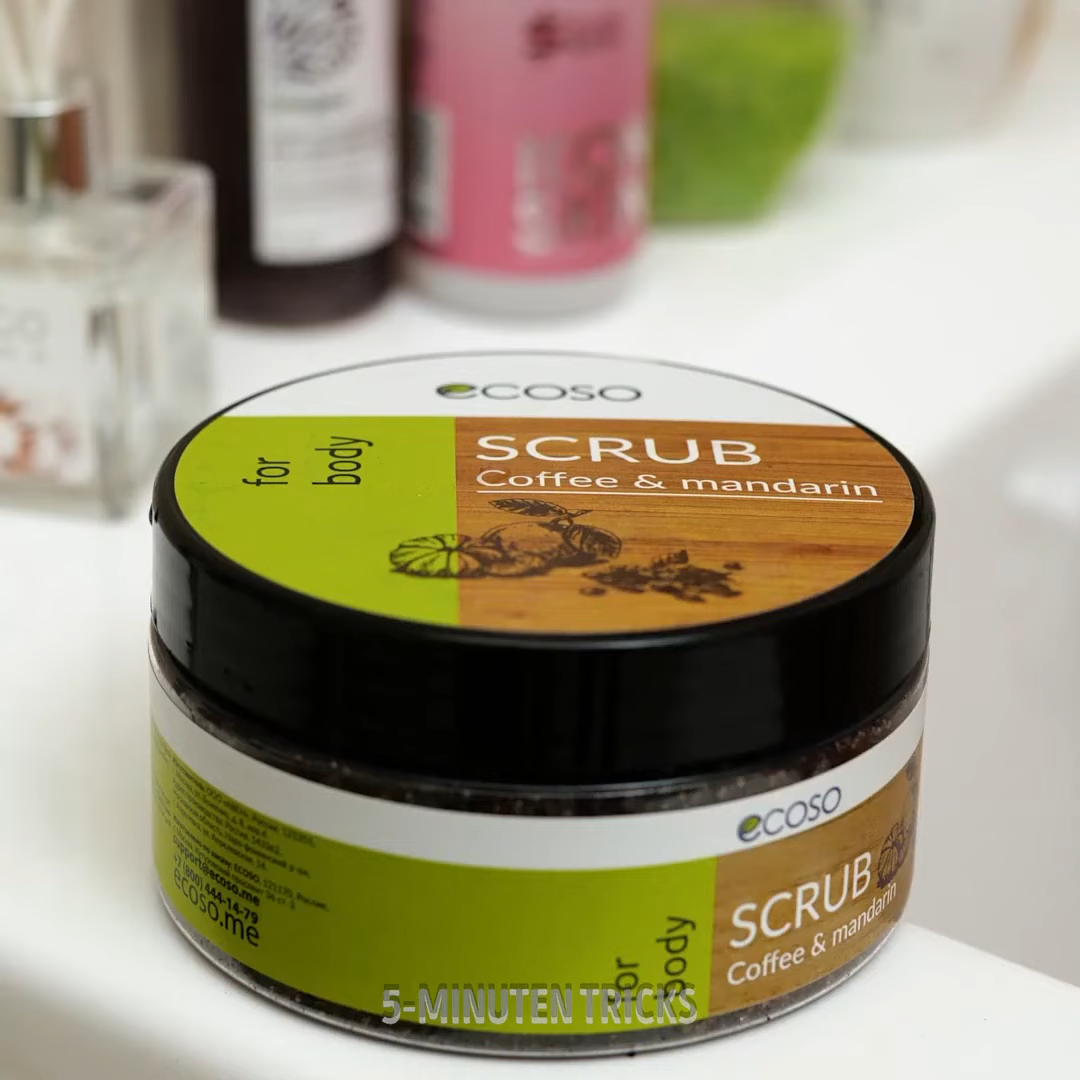 ecoso
SCRUB
Coffee & mandarin
for
body
ecoso
SCRUB
Coffee & mandarin
for
body
support@ecoso.me
+7 (800) 444-14-79
ecoso.me
5-MINUTEN TRICKS